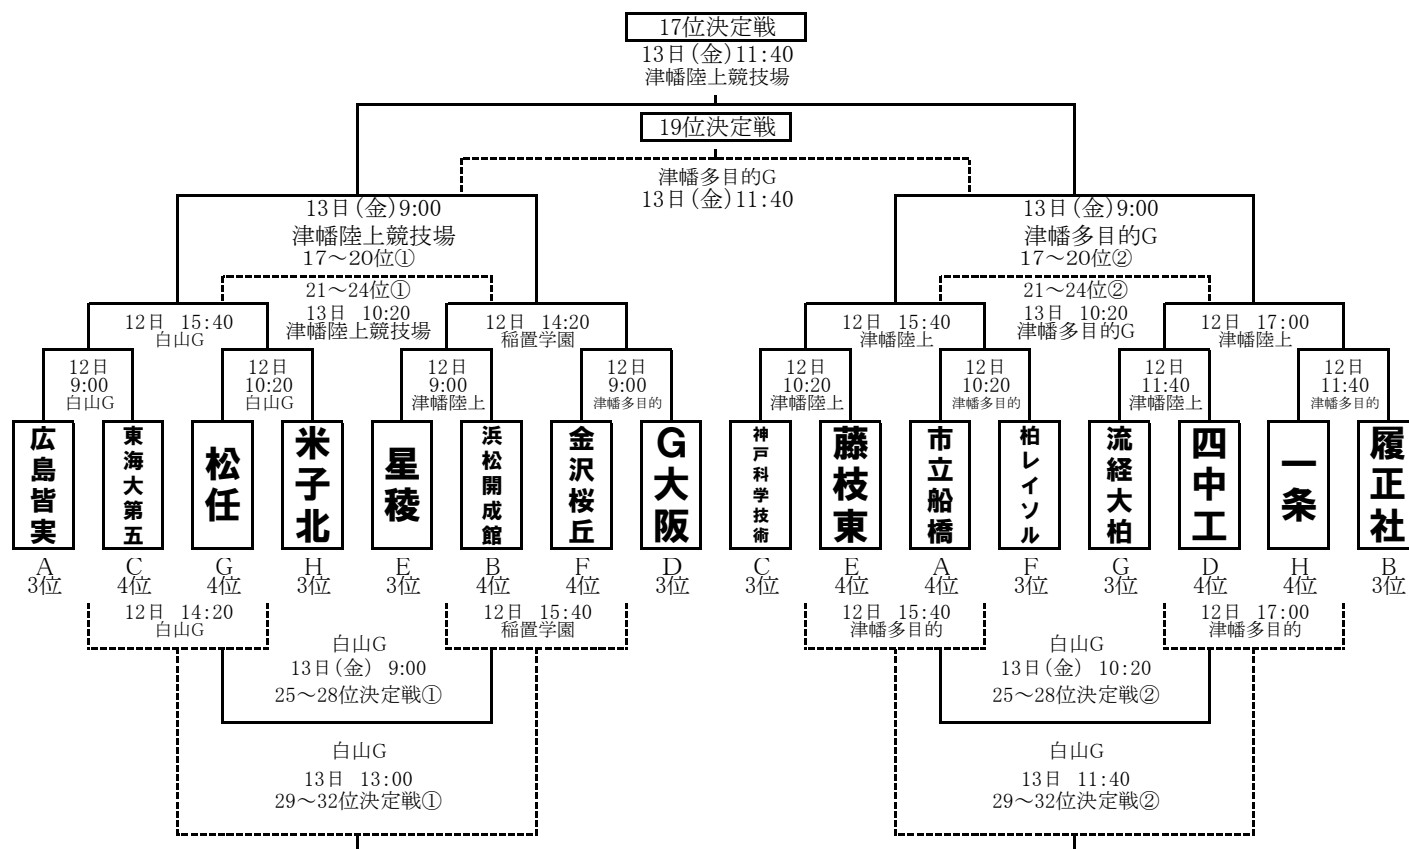 17位決定戦
13日(金)11:40
津幡陸上競技場
19位決定戦
津幡多目的G
13日(金)11:40
13日(金)9:00
津幡陸上競技場
17～20位①
13日(金)9:00
津幡多目的G
17～20位②
21～24位①
13日 10:20
津幡陸上競技場
21～24位②
13日 10:20
津幡多目的G
12日 15:40
白山G
12日 14:20
稲置学園
12日 15:40
津幡陸上
12日 17:00
津幡陸上
12日
9:00
白山G
12日
10:20
白山G
12日
9:00
津幡陸上
12日
9:00
津幡多目的
12日
10:20
津幡陸上
12日
10:20
津幡多目的
12日
11:40
津幡陸上
12日
11:40
津幡多目的
広島皆実
東海大第五
松任
米子北
星稜
浜松開成館
金沢桜丘
G大阪
神戸科学技術
藤枝東
市立船橋
柏レイソル
流経大柏
四中工
一条
履正社
A C G H E B F D C E A F G D H B
3位 4位 4位 3位 3位 4位 4位 3位 3位 4位 4位 3位 3位 4位 4位 3位
12日 14:20
白山G
12日 15:40
稲置学園
12日 15:40
津幡多目的
12日 17:00
津幡多目的
白山G
13日(金) 9:00
25～28位決定戦①
白山G
13日(金) 10:20
25～28位決定戦②
白山G
13日 13:00
29～32位決定戦①
白山G
13日 11:40
29～32位決定戦②